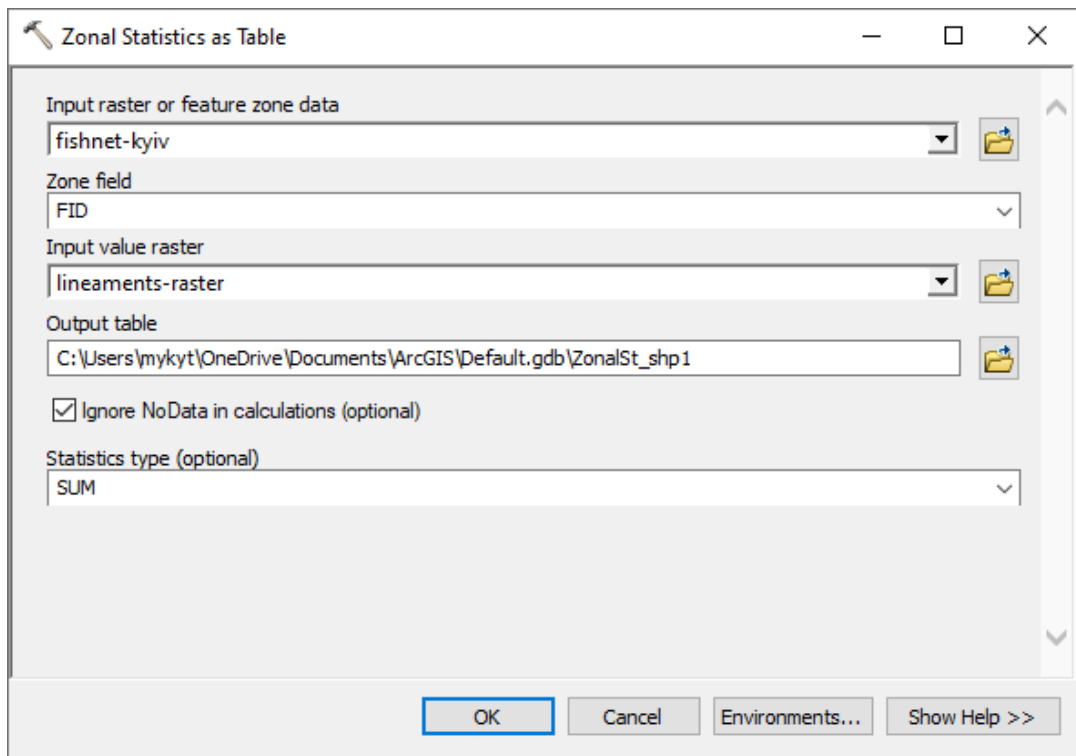 Zonal Statistics as Table
Input raster or feature zone data
fishnet-kyiv
Zone field
FID
Input value raster
lineaments-raster
Output table
C:\Users\mykyt\OneDrive\Documents\ArcGIS\Default.gdb\ZonalSt_shp1
Ignore NoData in calculations (optional)
Statistics type (optional)
SUM
OK Cancel Environments... Show Help >>